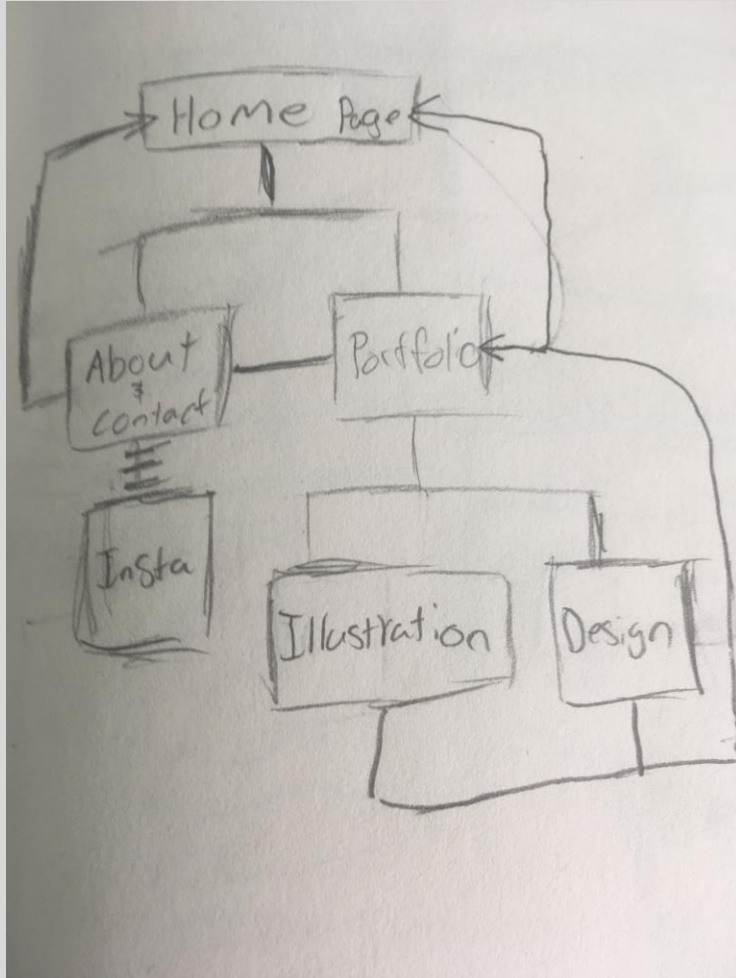 Home Page
About
&
Contact
Portfolio
Insta
Illustration
Design